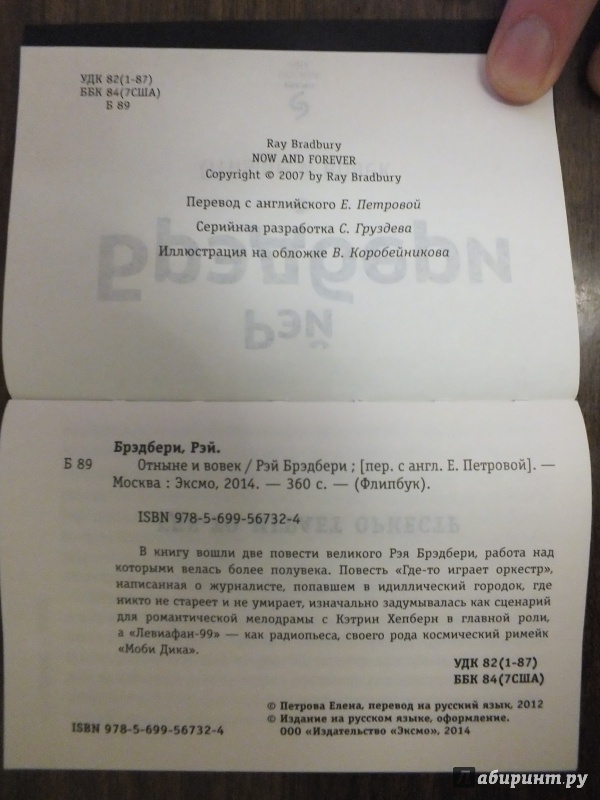 УДК 82(1-87)
ББК 84(7США)
Б 89
Ray Bradbury
NOW AND FOREVER
Copyright © 2007 by Ray Bradbury
Перевод с английского Е. Петровой
Серийная разработка С. Груздева
Иллюстрация на обложке В. Коробейникова
Брэдбери
Рэй
Брэдбери, Рэй.
Б 89 Отныне и вовек / Рэй Брэдбери ; [пер. с англ. Е. Петровой]. —
Москва : Эксмо, 2014. — 360 с. — (Флипбук).
ISBN 978-5-699-56732-4
В книгу вошли две повести великого Рэя Брэдбери, работа над
которыми велась более полувека. Повесть «Где-то играет оркестр»,
написанная о журналисте, попавшем в идиллический городок, где
никто не стареет и не умирает, изначально задумывалась как сценарий
для романтической мелодрамы с Кэтрин Хепберн в главной роли,
а «Левиафан-99» — как радиопьеса, своего рода космический римейк
«Моби Дика».
УДК 82(1-87)
ББК 84(7США)
© Петрова Елена, перевод на русский язык, 2012
© Издание на русском языке, оформление.
ООО «Издательство «Эксмо», 2014
ISBN 978-5-699-56732-4
Лабиринт.ру